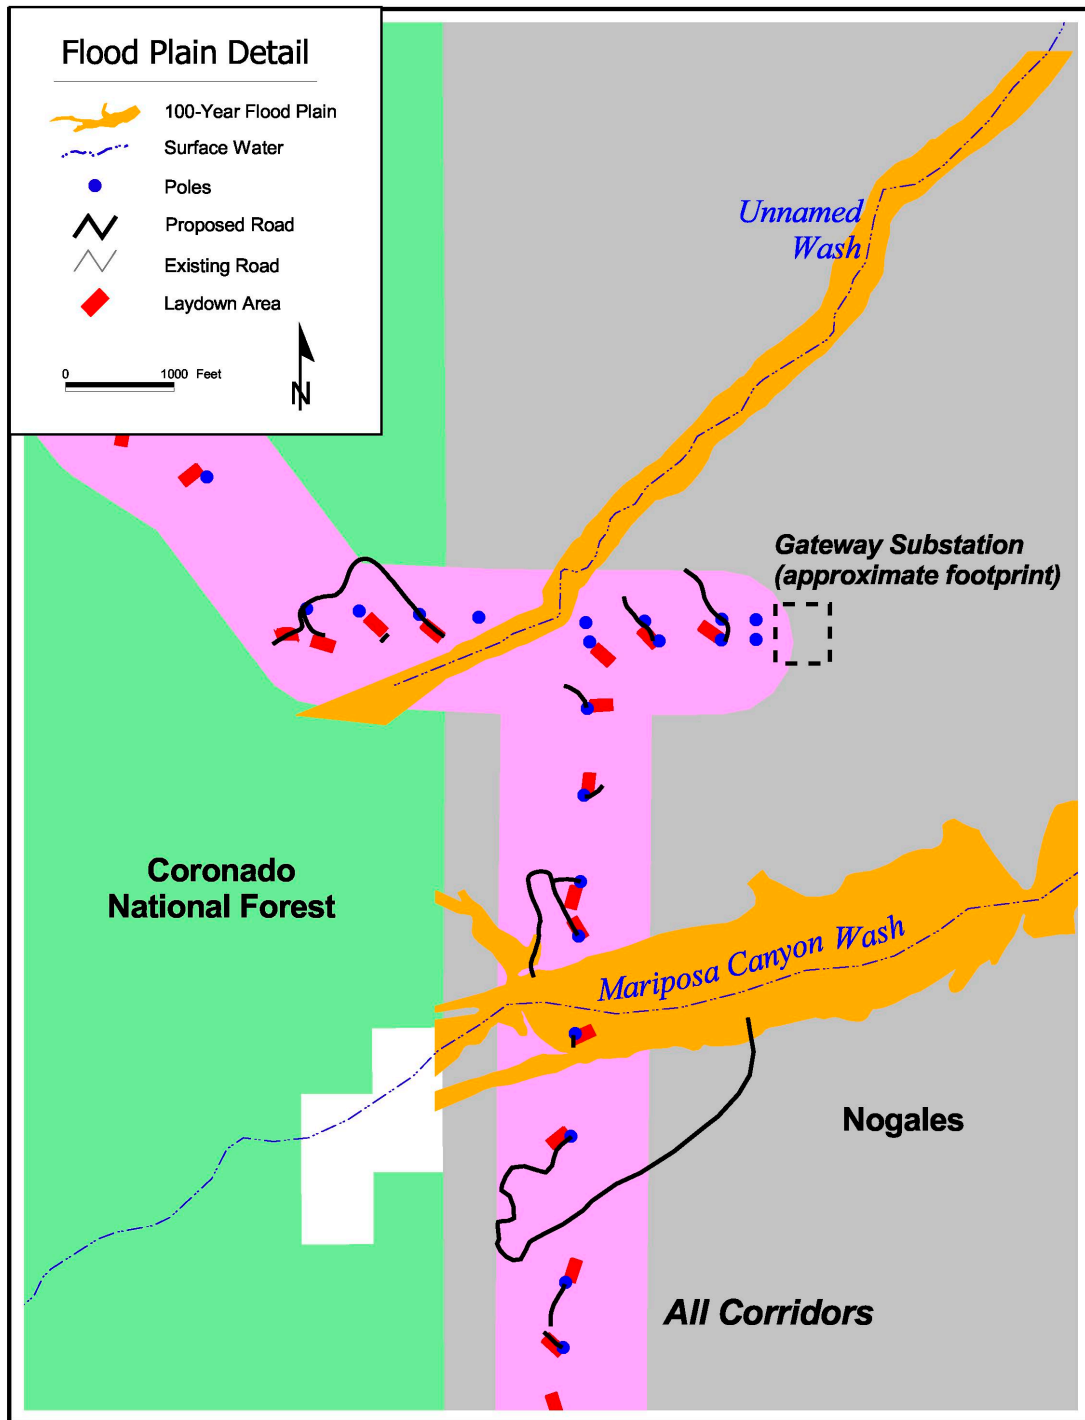 Flood Plain Detail
100-Year Flood Plain
Surface Water
Poles
Proposed Road
Existing Road
Laydown Area
0 1000 Feet
N
Unnamed
Wash
Gateway Substation
(approximate footprint)
Coronado
National Forest
Mariposa Canyon Wash
Nogales
All Corridors